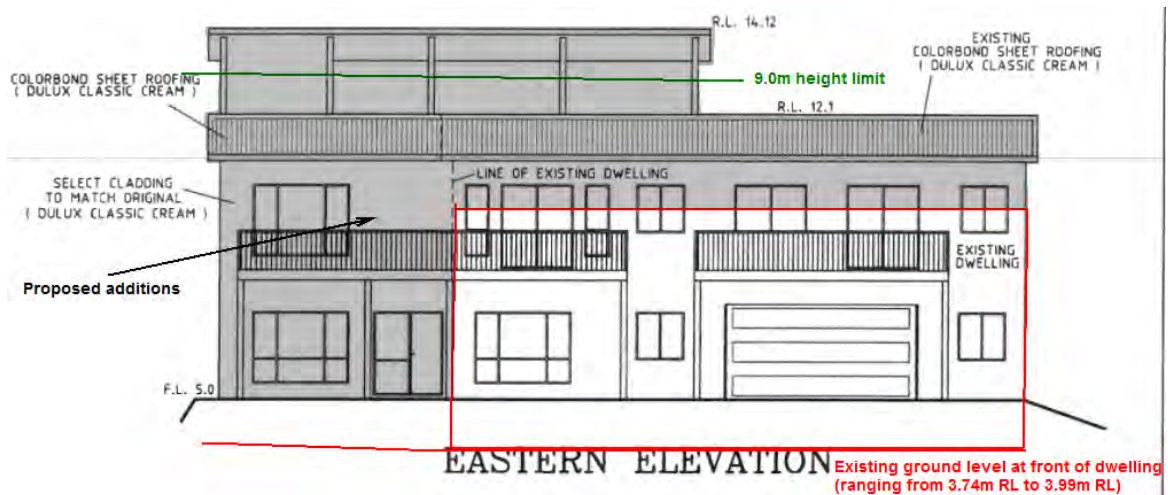 R.L. 14.12
EXISTING
COLORBOND SHEET ROOFING
( DULUX CLASSIC CREAM )
COLORBOND SHEET ROOFING
( DULUX CLASSIC CREAM )
9.0m height limit
R.L. 12.1
SELECT CLADDING
TO MATCH ORIGINAL
( DULUX CLASSIC CREAM )
LINE OF EXISTING DWELLING
EXISTING
DWELLING
Proposed additions
F.L. 5.0
EASTERN ELEVATION
Existing ground level at front of dwelling
(ranging from 3.74m RL to 3.99m RL)